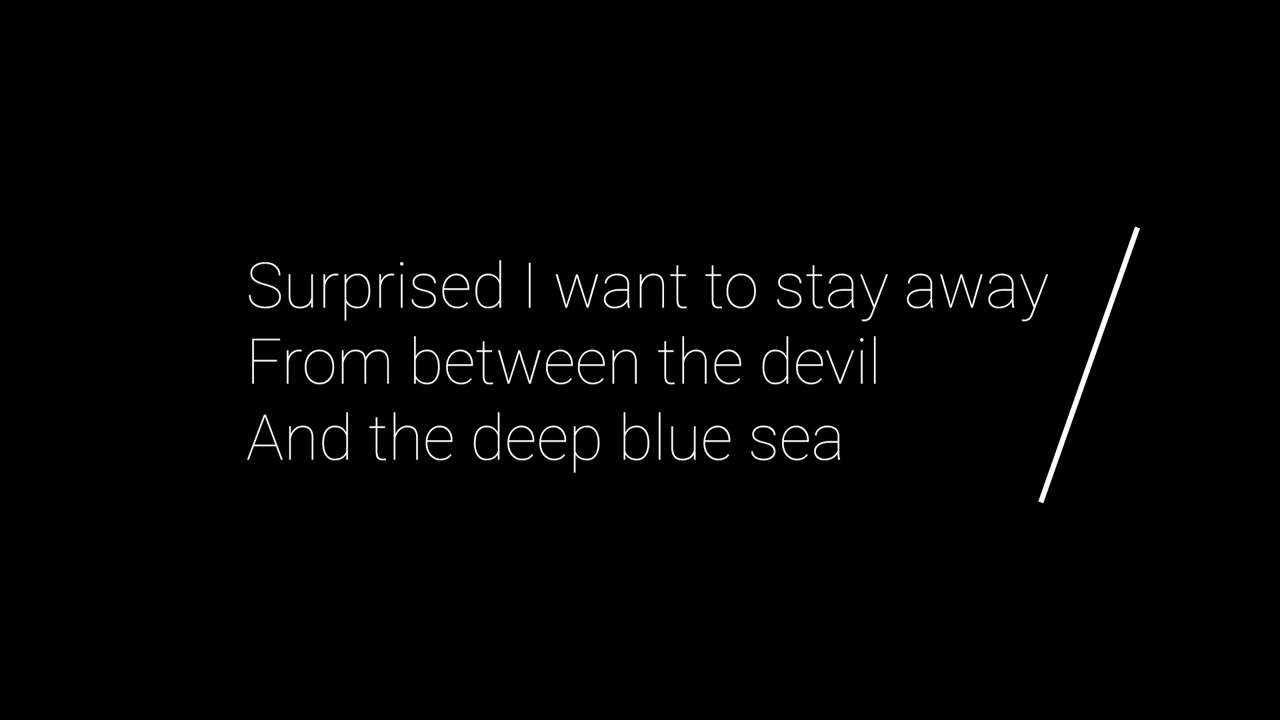 Surprised I want to stay away
From between the devil
And the deep blue sea